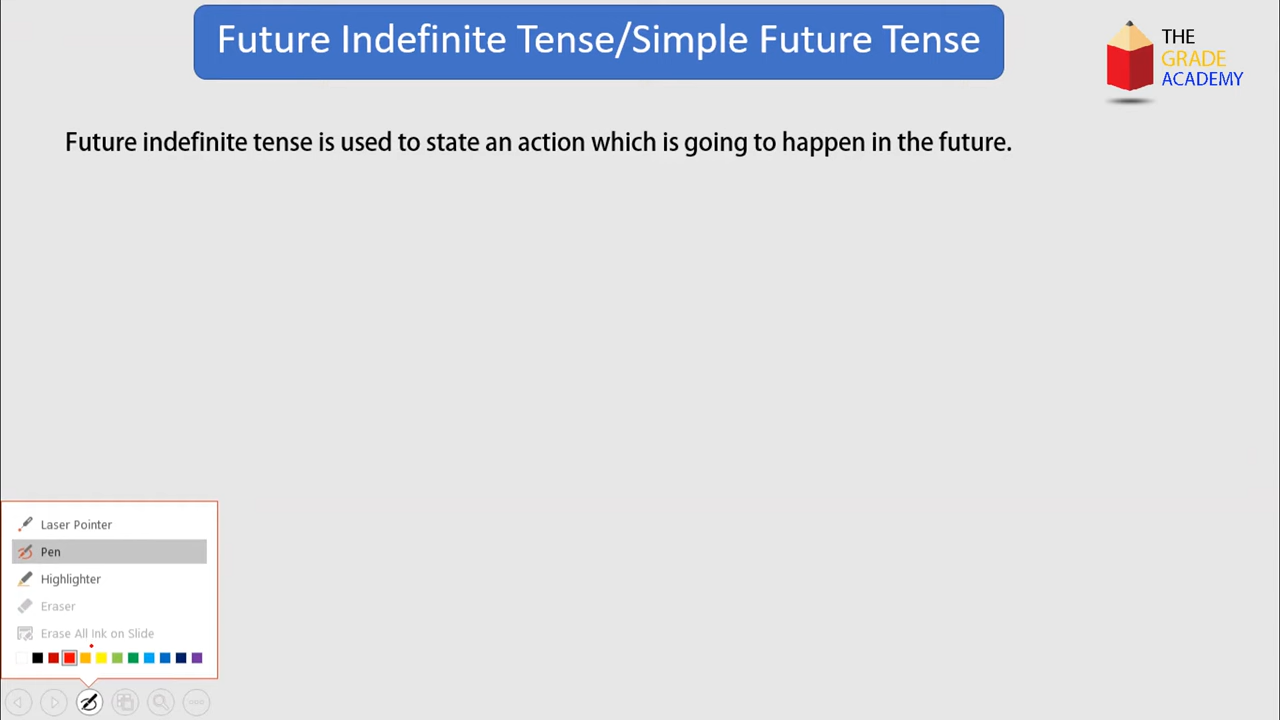 Future Indefinite Tense/Simple Future Tense
THE
GRADE
ACADEMY
Future indefinite tense is used to state an action which is going to happen in the future.
Laser Pointer
Pen
Highlighter
Eraser
Erase All Ink on Slide